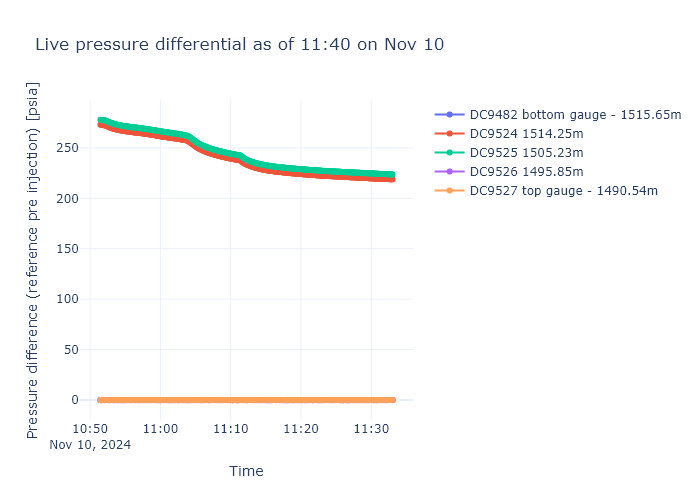 Live pressure differential as of 11:40 on Nov 10
Pressure difference (reference pre injection) [psia]
250
200
150
100
50
0
10:50
Nov 10, 2024
11:00
11:10
11:20
11:30
Time
DC9482 bottom gauge - 1515.65m
DC9524 1514.25m
DC9525 1505.23m
DC9526 1495.85m
DC9527 top gauge - 1490.54m